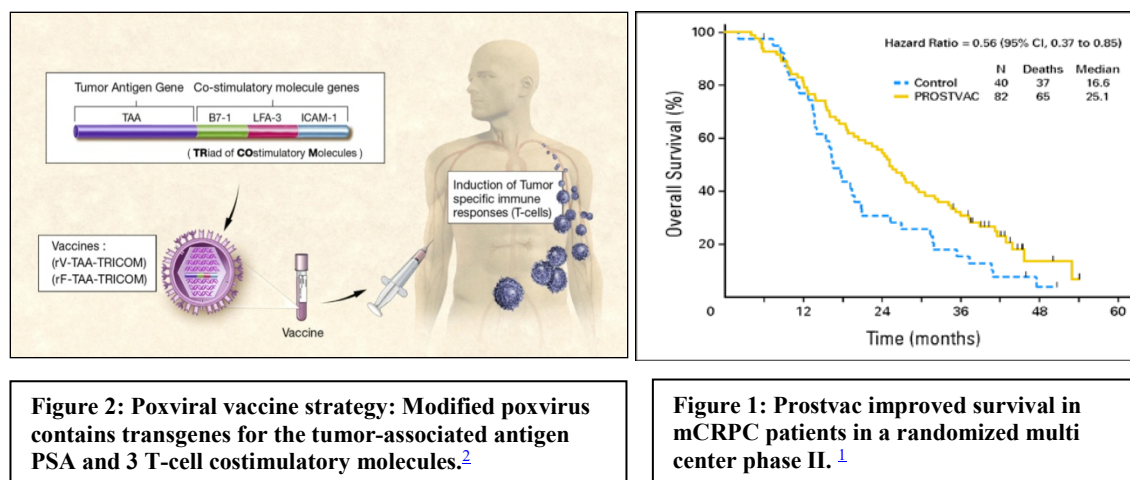 Tumor Antigen Gene Co-stimulatory molecule genes
TAA B7-1 LFA-3 ICAM-1
( TRiad of COstimulatory Molecules )
Vaccines :
(rV-TAA-TRICOM)
(rF-TAA-TRICOM)
Vaccine
Induction of Tumor
specific immune
responses (T-cells)
Figure 2: Poxviral vaccine strategy: Modified poxvirus
contains transgenes for the tumor-associated antigen
PSA and 3 T-cell costimulatory molecules.2
Hazard Ratio = 0.56 (95% CI, 0.37 to 0.85)
N Deaths Median
Control 40 37 16.6
PROSTVAC 82 65 25.1
Overall Survival (%)
100
80
60
40
20
0 12 24 36 48 60
Time (months)
Figure 1: Prostvac improved survival in
mCRPC patients in a randomized multi
center phase II. 1